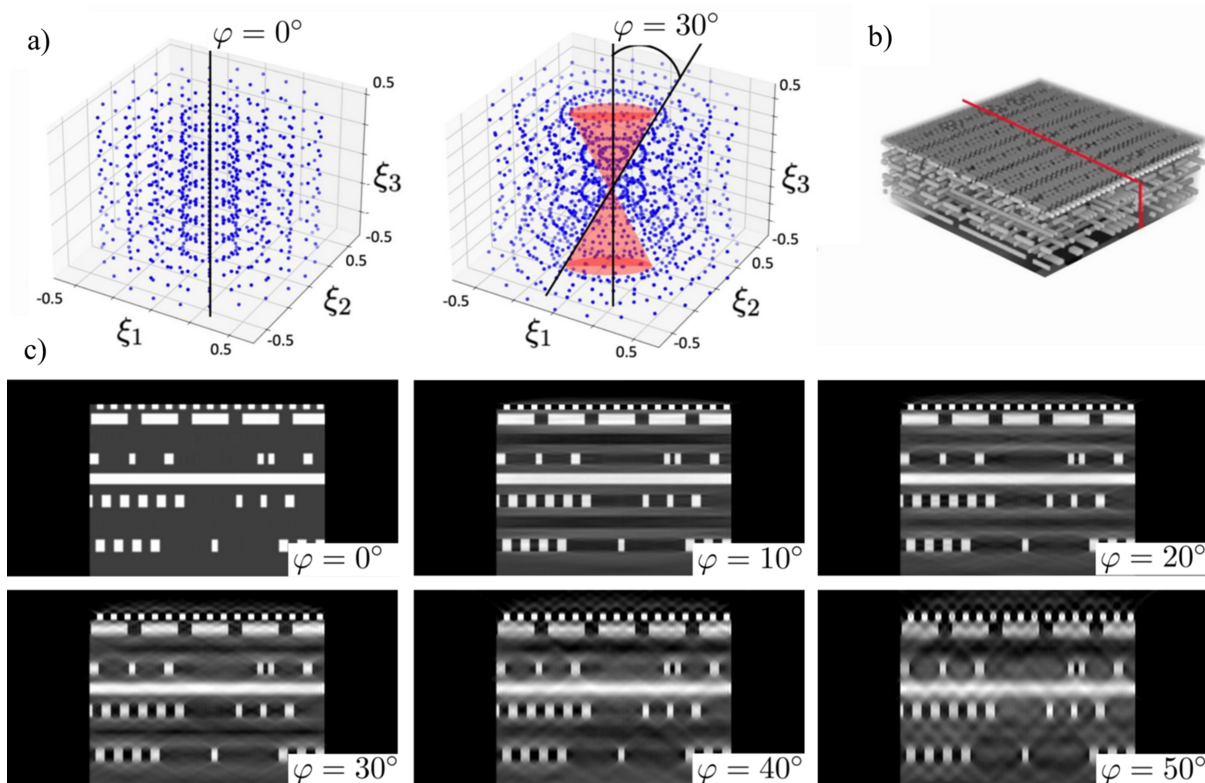 a)
φ = 0°
0.5
ξ3
-0.5
0.5
ξ2
-0.5
0.5
ξ1
-0.5
φ = 30°
0.5
ξ3
-0.5
0.5
ξ2
-0.5
0.5
ξ1
-0.5
b)
c)
φ = 0°
φ = 10°
φ = 20°
φ = 30°
φ = 40°
φ = 50°